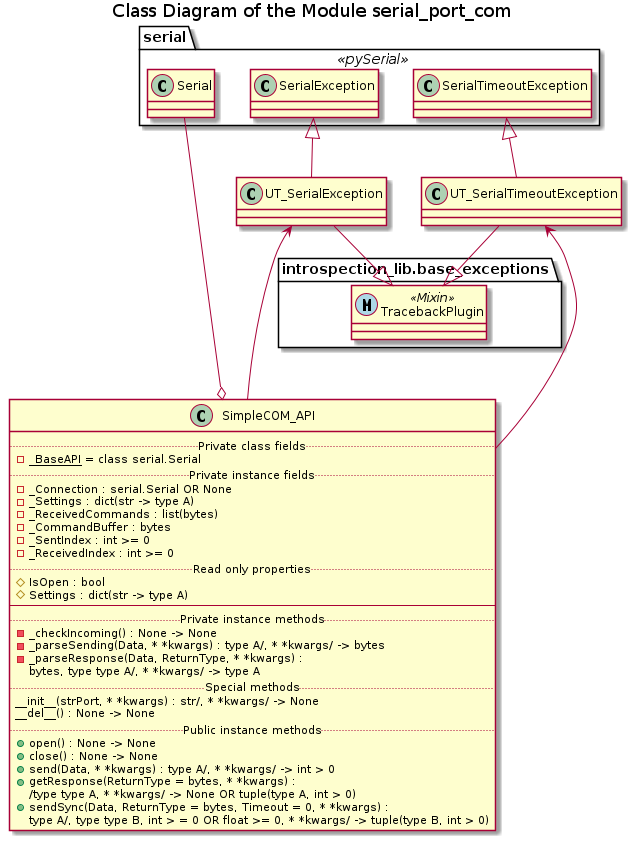 Class Diagram of the Module serial_port_com
serial
«pySerial»
C Serial
C SerialException
C SerialTimeoutException
C UT_SerialException
C UT_SerialTimeoutException
introspection_lib.base_exceptions
M «Mixin»
TracebackPlugin
C SimpleCOM_API
Private class fields
_BaseAPI = class serial.Serial
Private instance fields
_Connection : serial.Serial OR None
_Settings : dict(str -> type A)
_ReceivedCommands : list(bytes)
_CommandBuffer : bytes
_SentIndex : int >= 0
_ReceivedIndex : int >= 0
Read only properties
IsOpen : bool
Settings : dict(str -> type A)
Private instance methods
_checkIncoming() : None -> None
_parseSending(Data, * *kwargs) : type A/, * *kwargs/ -> bytes
_parseResponse(Data, ReturnType, * *kwargs) :
bytes, type type A/, * *kwargs/ -> type A
Special methods
__init__(strPort, * *kwargs) : str/, * *kwargs/ -> None
__del__() : None -> None
Public instance methods
open() : None -> None
close() : None -> None
send(Data, * *kwargs) : type A/, * *kwargs/ -> int > 0
getResponse(ReturnType = bytes, * *kwargs) :
/type type A, * *kwargs/ -> None OR tuple(type A, int > 0)
sendSync(Data, ReturnType = bytes, Timeout = 0, * *kwargs) :
type A/, type type B, int > = 0 OR float >= 0, * *kwargs/ -> tuple(type B, int > 0)